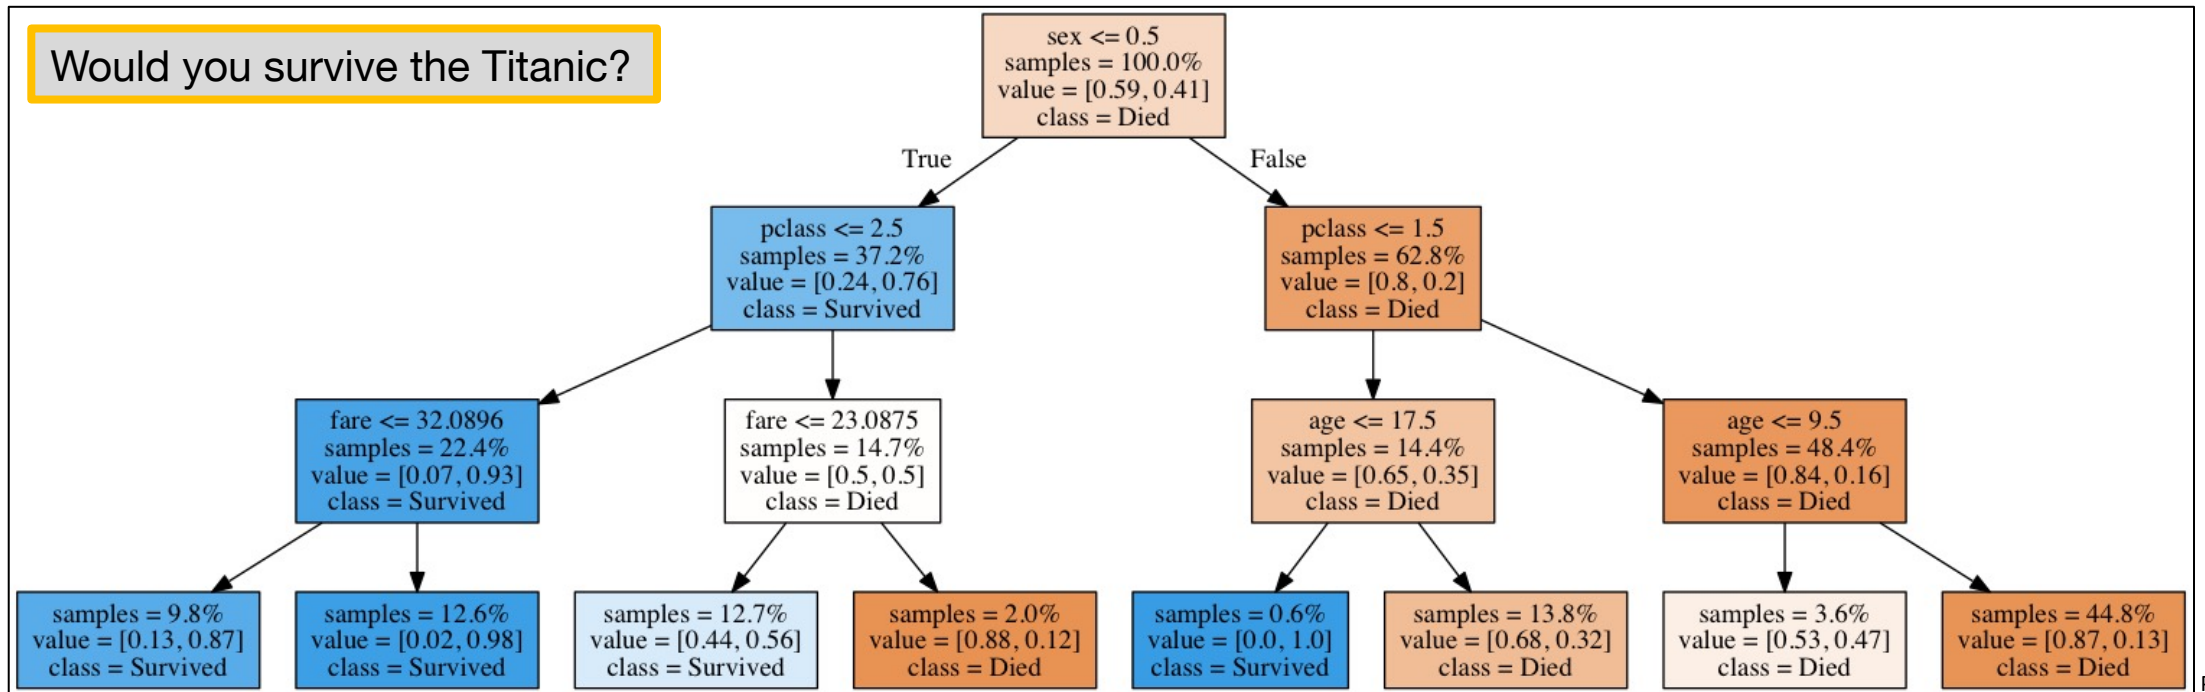 Would you survive the Titanic?
sex <= 0.5
samples = 100.0%
value = [0.59, 0.41]
class = Died
True
False
pclass <= 2.5
samples = 37.2%
value = [0.24, 0.76]
class = Survived
pclass <= 1.5
samples = 62.8%
value = [0.8, 0.2]
class = Died
fare <= 32.0896
samples = 22.4%
value = [0.07, 0.93]
class = Survived
fare <= 23.0875
samples = 14.7%
value = [0.5, 0.5]
class = Died
age <= 17.5
samples = 14.4%
value = [0.65, 0.35]
class = Died
age <= 9.5
samples = 48.4%
value = [0.84, 0.16]
class = Died
samples = 9.8%
value = [0.13, 0.87]
class = Survived
samples = 12.6%
value = [0.02, 0.98]
class = Survived
samples = 12.7%
value = [0.44, 0.56]
class = Survived
samples = 2.0%
value = [0.88, 0.12]
class = Died
samples = 0.6%
value = [0.0, 1.0]
class = Survived
samples = 13.8%
value = [0.68, 0.32]
class = Died
samples = 3.6%
value = [0.53, 0.47]
class = Died
samples = 44.8%
value = [0.87, 0.13]
class = Died